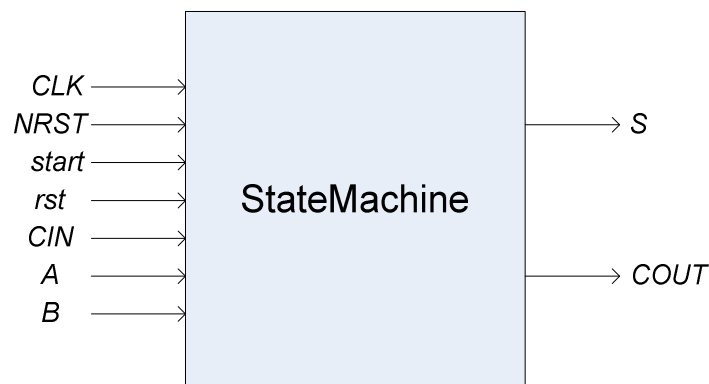 CLK
NRST
start
rst
CIN
A
B
StateMachine
S
COUT